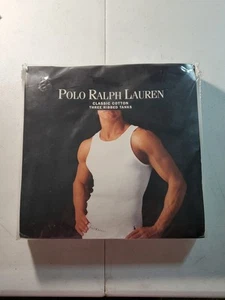 POLO RALPH LAUREN
CLASSIC COTTON
THREE RIBBED TANKS